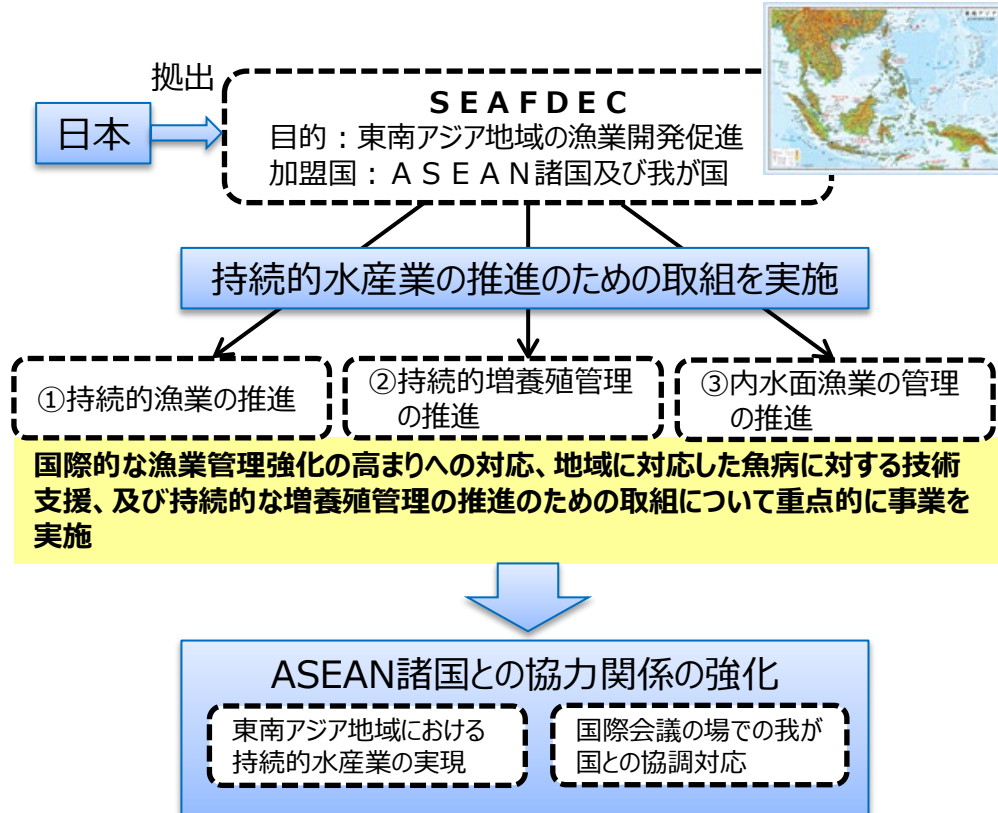 拠出
日本
ＳＥＡＦＤＥＣ
目的：東南アジア地域の漁業開発促進
加盟国：ＡＳＥＡＮ諸国及び我が国
持続的水産業の推進のための取組を実施
①持続的漁業の推進
②持続的増養殖管理
の推進
③内水面漁業の管理
の推進
国際的な漁業管理強化の高まりへの対応、地域に対応した魚病に対する技術
支援、及び持続的な増養殖管理の推進のための取組について重点的に事業を
実施
ASEAN諸国との協力関係の強化
東南アジア地域における
持続的水産業の実現
国際会議の場での我が
国との協調対応